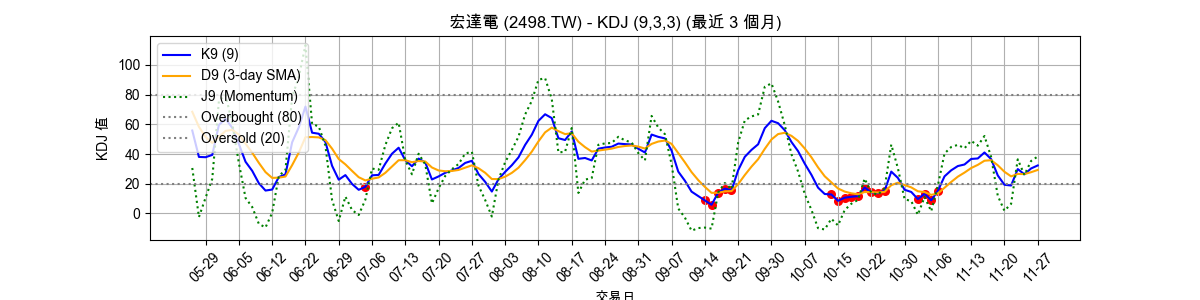 宏達電 (2498.TW) - KDJ (9,3,3) (最近 3 個月)
KDJ 值
100
80
60
40
20
0
K9 (9)
D9 (3-day SMA)
J9 (Momentum)
Overbought (80)
Oversold (20)
05-29 06-05 06-12 06-22 06-29 07-06 07-13 07-20 07-27 08-03 08-10 08-17 08-24 08-31 09-07 09-14 09-21 09-30 10-07 10-15 10-22 10-30 11-06 11-13 11-20 11-27
交易日